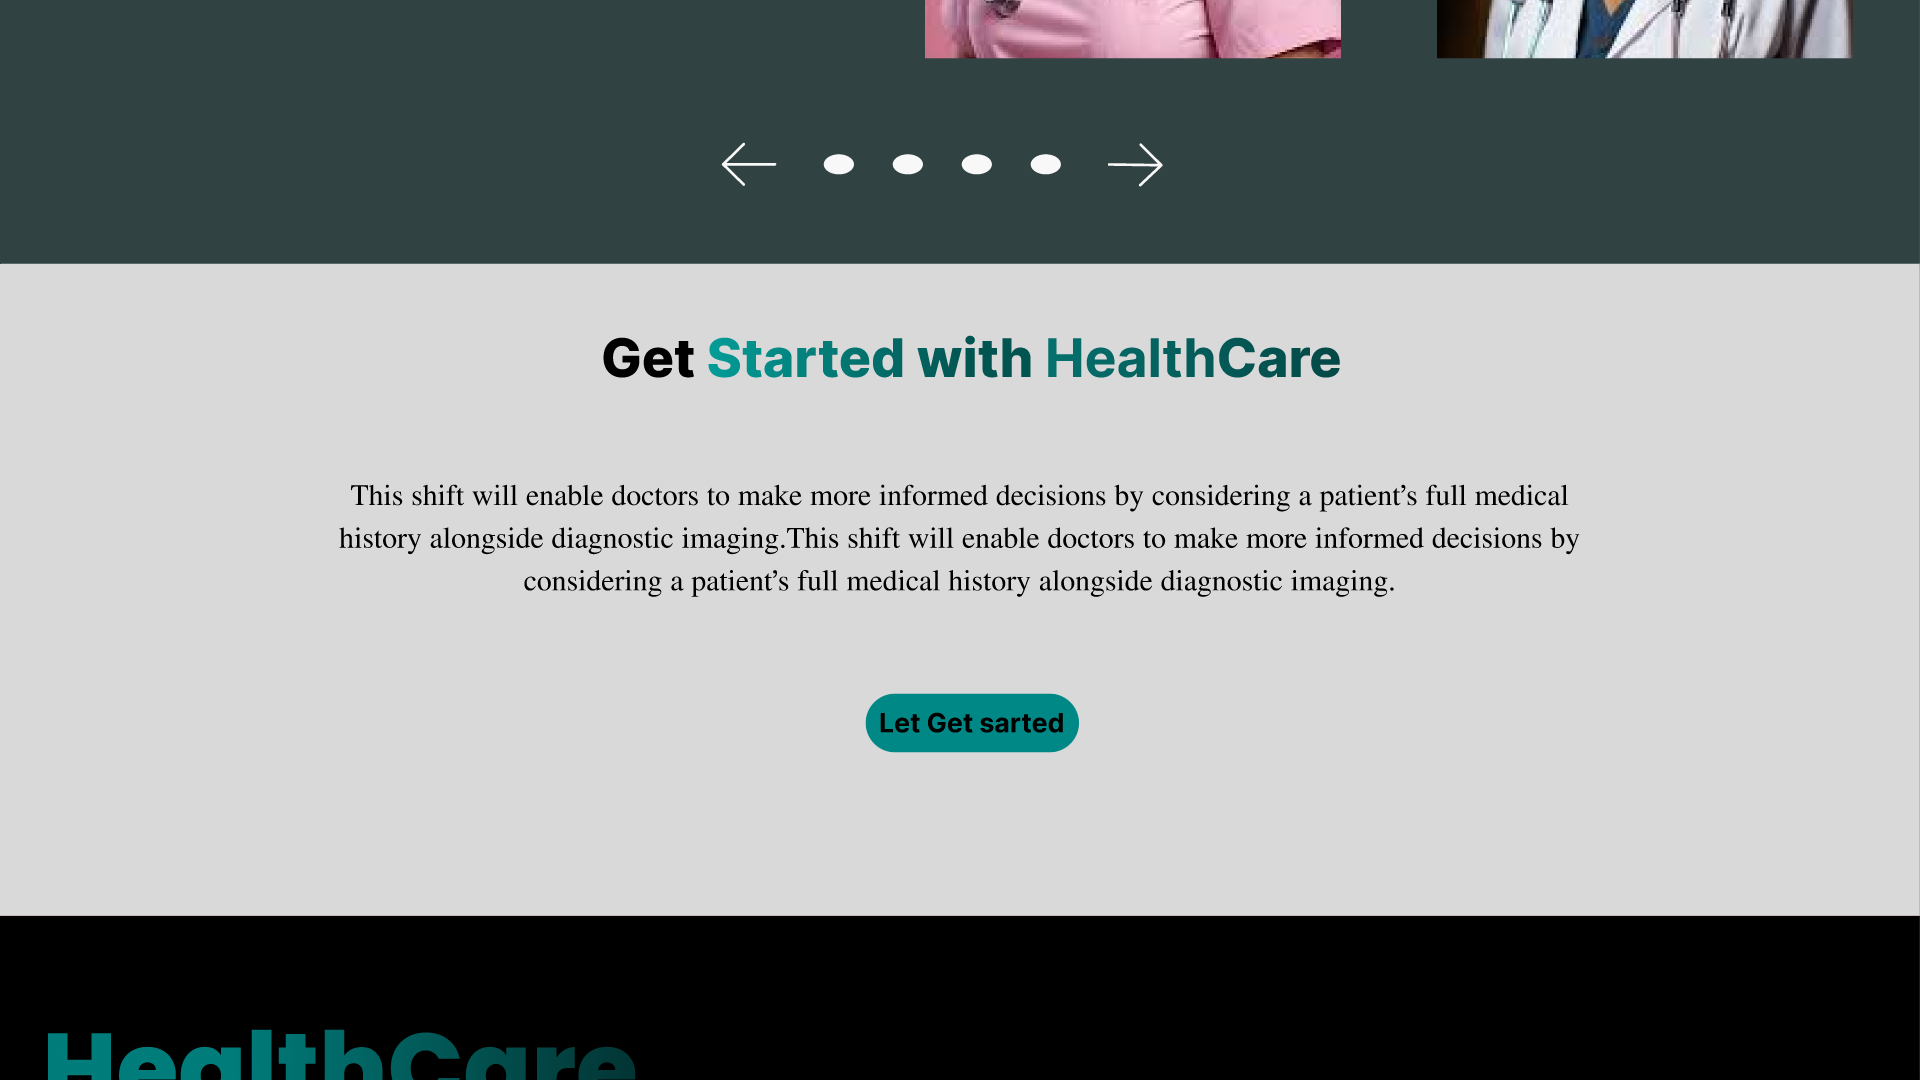 Get Started with HealthCare
This shift will enable doctors to make more informed decisions by considering a patient’s full medical
history alongside diagnostic imaging.This shift will enable doctors to make more informed decisions by
considering a patient’s full medical history alongside diagnostic imaging.
Let Get sarted
HealthCare